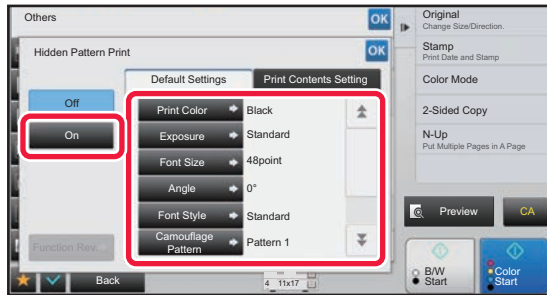 Others
OK
Hidden Pattern Print
OK
Default Settings
Print Contents Setting
Off
On
Print Color
Black
Exposure
Standard
Font Size
48point
Angle
0°
Font Style
Standard
Camouflage
Pattern
Pattern 1
Function Rev.
Back
4 11x17
Original
Change Size/Direction.
Stamp
Print Date and Stamp
Color Mode
2-Sided Copy
N-Up
Put Multiple Pages in A Page
Preview
CA
B/W
Start
Color
Start